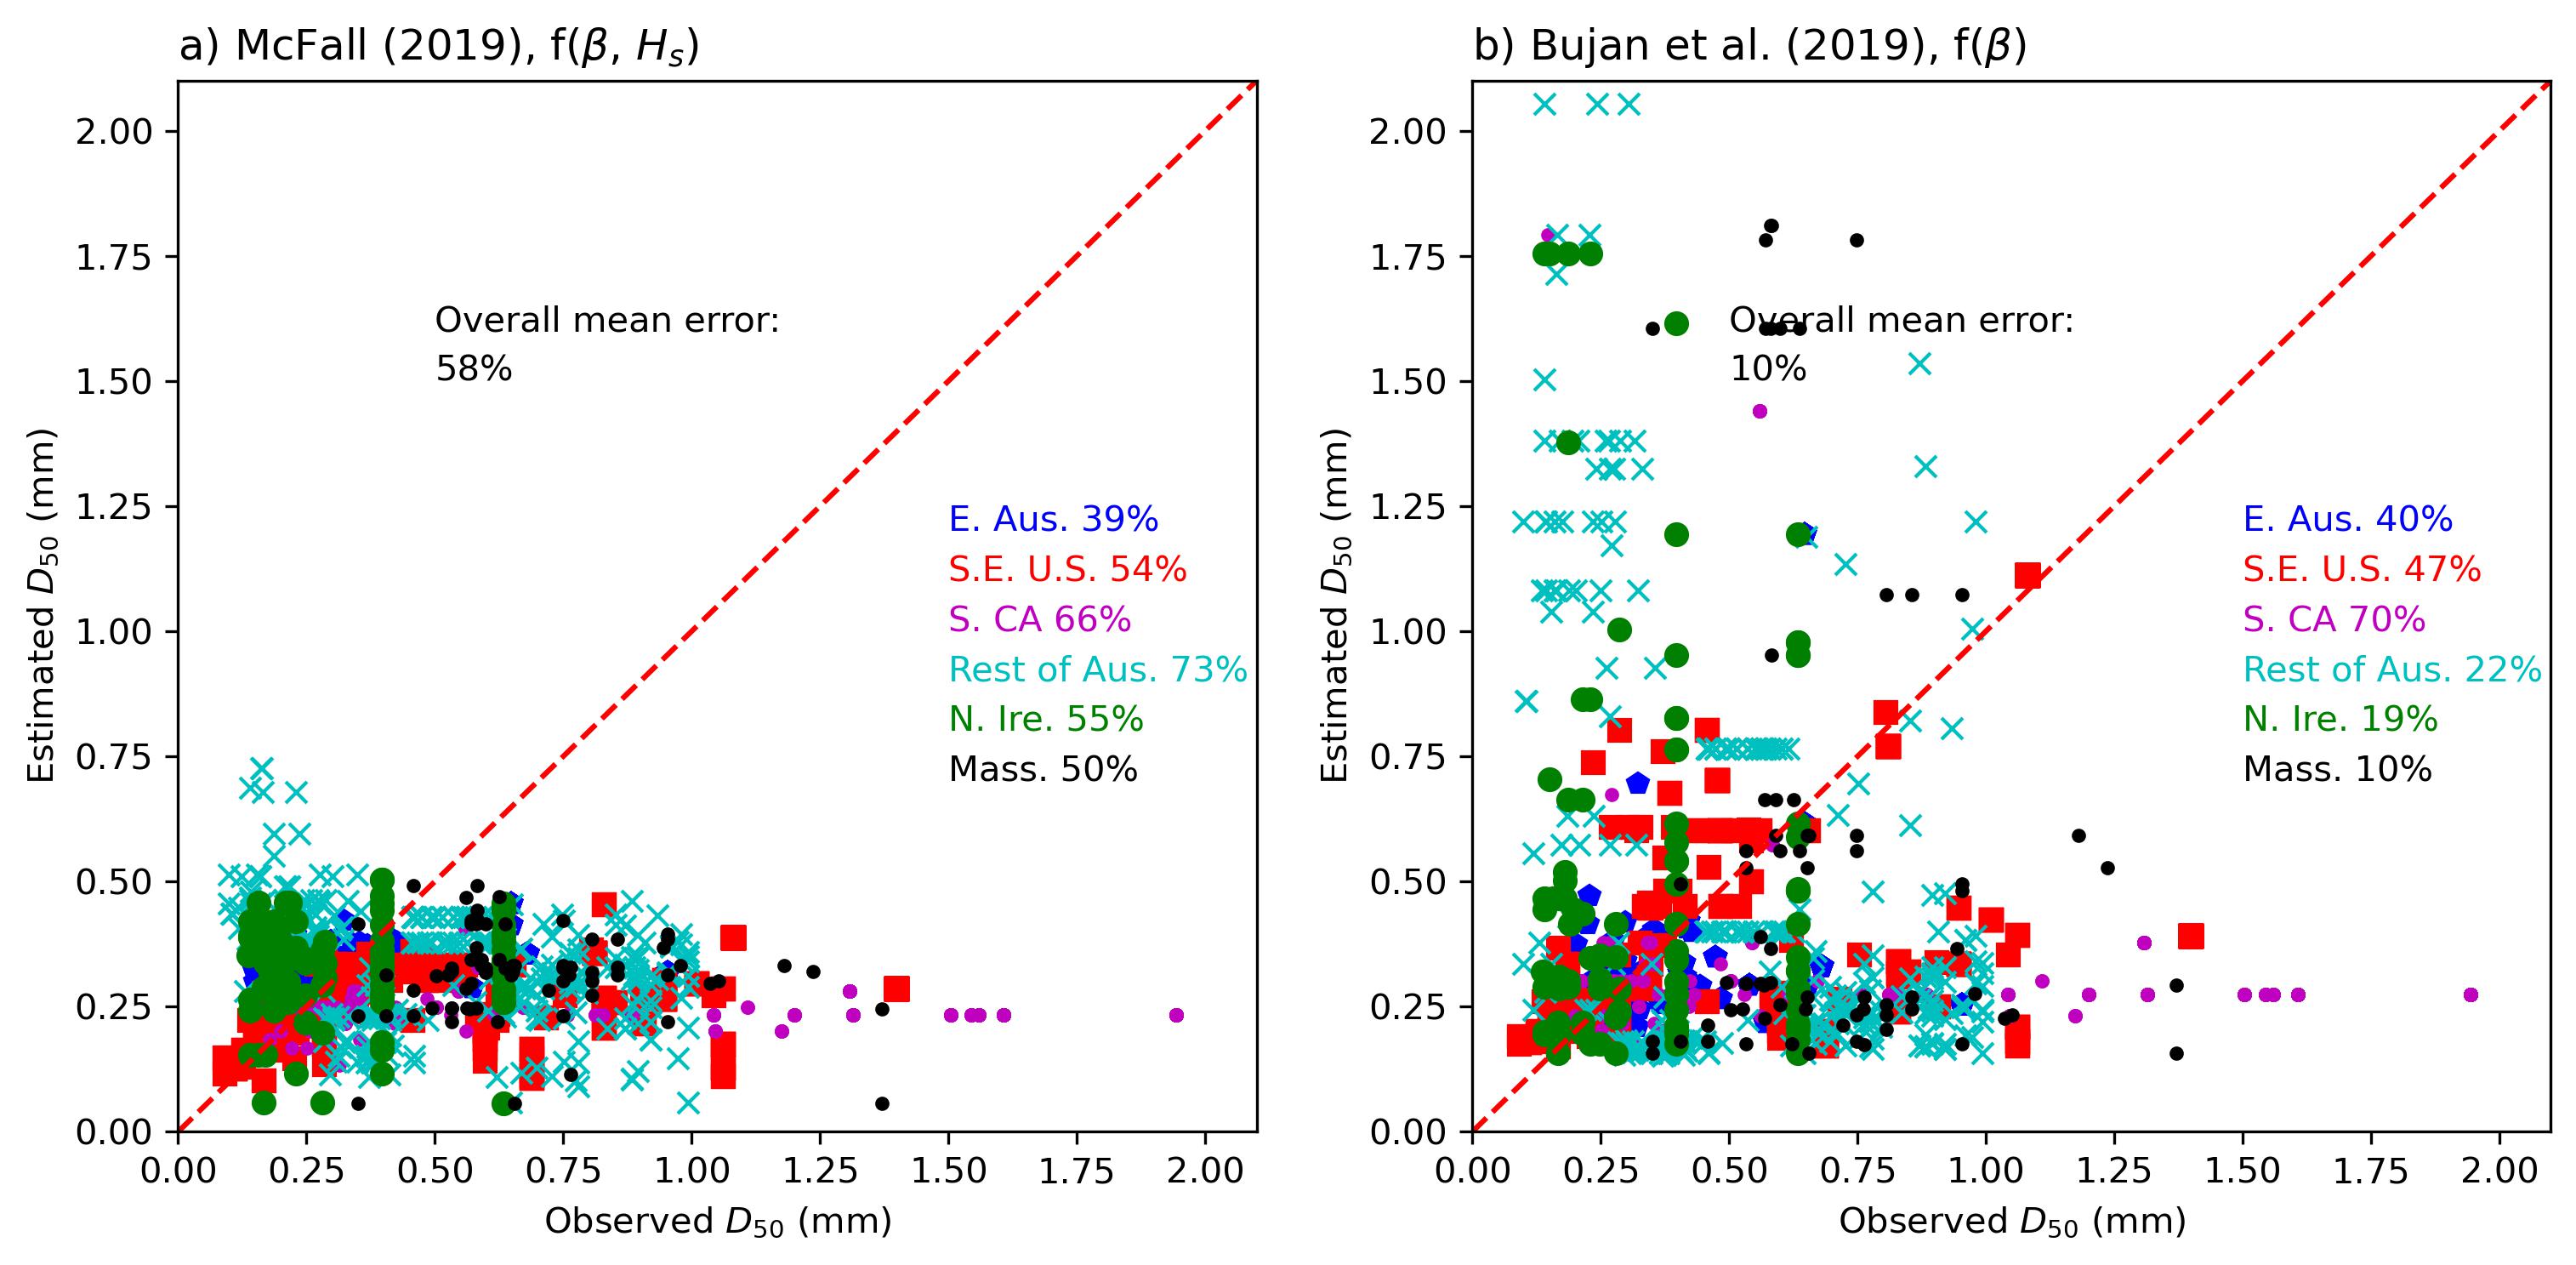 a) McFall (2019), f(β, Hₛ)
2.00
1.75
1.50
1.25
1.00
0.75
0.50
0.25
0.00
Estimated D₅₀ (mm)
Overall mean error:
58%
E. Aus. 39%
S.E. U.S. 54%
S. CA 66%
Rest of Aus. 73%
N. Ire. 55%
Mass. 50%
0.00 0.25 0.50 0.75 1.00 1.25 1.50 1.75 2.00
Observed D₅₀ (mm)
b) Bujan et al. (2019), f(β)
2.00
1.75
1.50
1.25
1.00
0.75
0.50
0.25
0.00
Estimated D₅₀ (mm)
Overall mean error:
10%
E. Aus. 40%
S.E. U.S. 47%
S. CA 70%
Rest of Aus. 22%
N. Ire. 19%
Mass. 10%
0.00 0.25 0.50 0.75 1.00 1.25 1.50 1.75 2.00
Observed D₅₀ (mm)